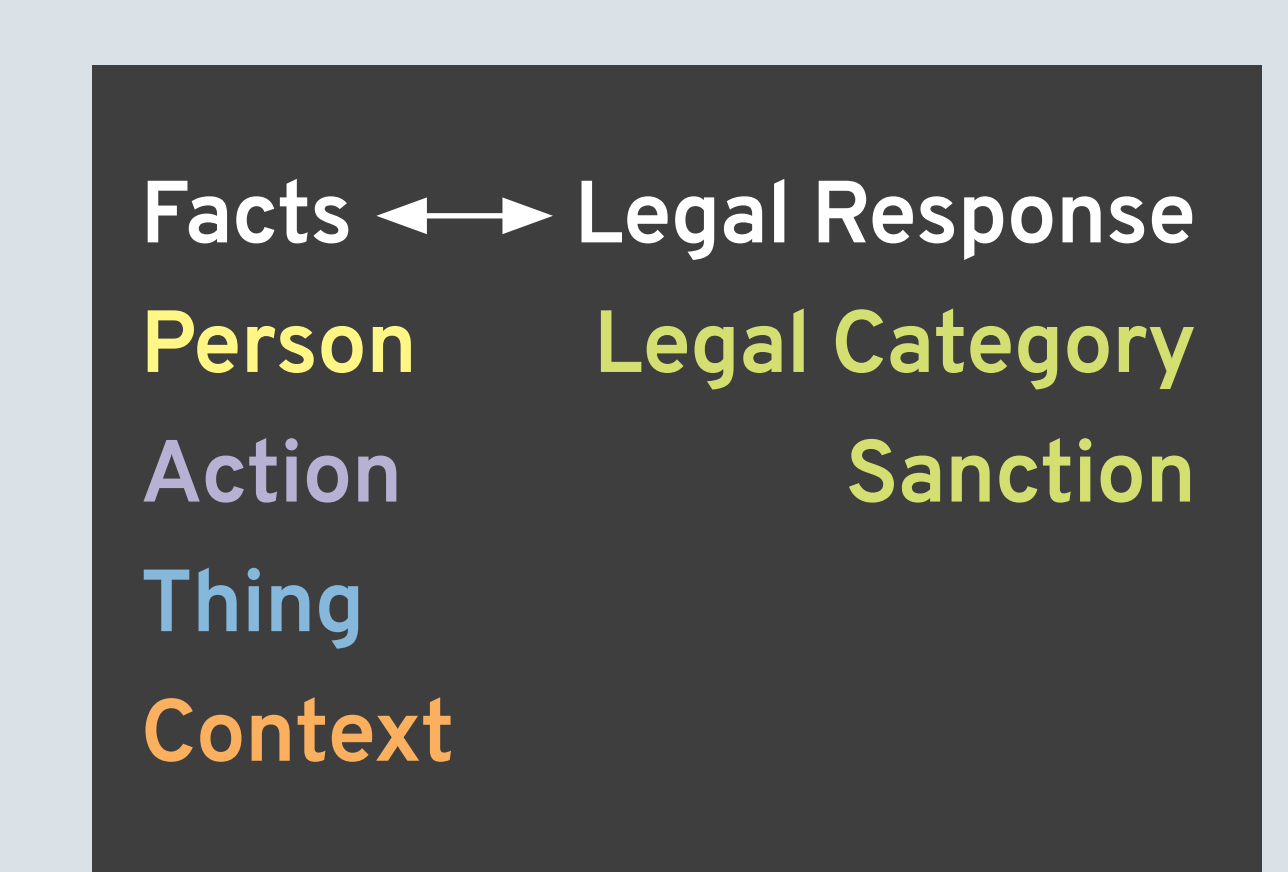 Facts Legal Response
Person Legal Category
Action Sanction
Thing
Context